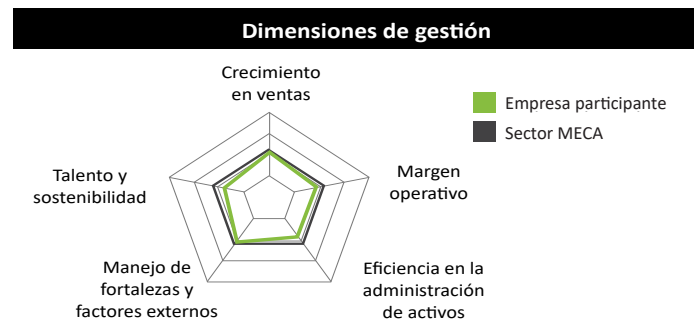 Dimensiones de gestión
Crecimiento
en ventas
Empresa participante
Sector MECA
Talento y
sostenibilidad
Margen
operativo
Manejo de
fortalezas y
factores externos
Eficiencia en la
administración
de activos